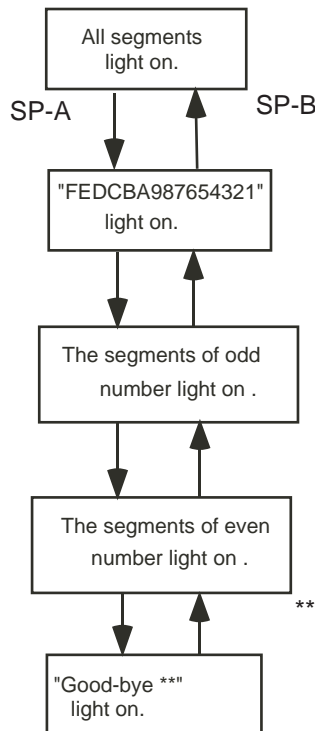 All segments
light on.
SP-A
SP-B
"FEDCBA987654321"
light on.
The segments of odd
number light on .
The segments of even
number light on .
**
"Good-bye **"
light on.